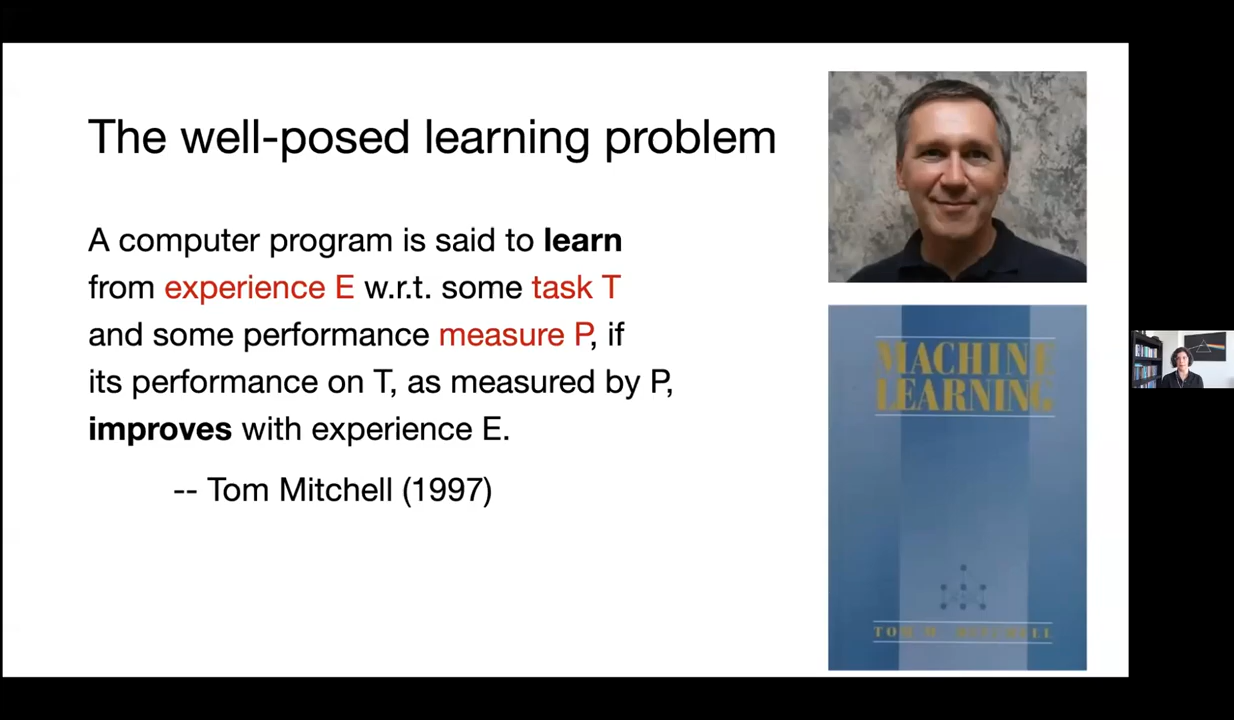 The well-posed learning problem
A computer program is said to learn
from experience E w.r.t. some task T
and some performance measure P, if
its performance on T, as measured by P,
improves with experience E.
-- Tom Mitchell (1997)
MACHINE
LEARNING
TOM M. MITCHELL